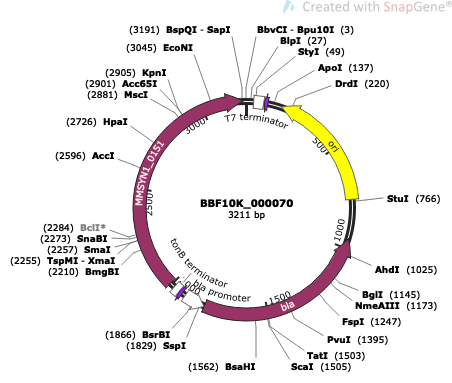 Created with SnapGene®
(3191) BspQI - SapI
BbvCI - Bpu10I (3)
(3045) EcoNI
BlpI (27)
StyI (49)
(2905) KpnI
(2901) Acc65I
(2881) MscI
ApoI (137)
DrdI (220)
(2726) HpaI
(2596) AccI
T7 terminator
3000
500
ori
MMSYN1_0151
BBF10K_000070
3211 bp
StuI (766)
2500
1000
(2284) BclI*
(2273) SnaBI
(2257) SmaI
(2255) TspMI - XmaI
(2210) BmgBI
tonB terminator
bla promoter
1500
bla
AhdI (1025)
BglI (1145)
NmeAIII (1173)
FspI (1247)
PvuI (1395)
TatI (1503)
ScaI (1505)
(1866) BsrBI
(1829) SspI
(1562) BsaHI